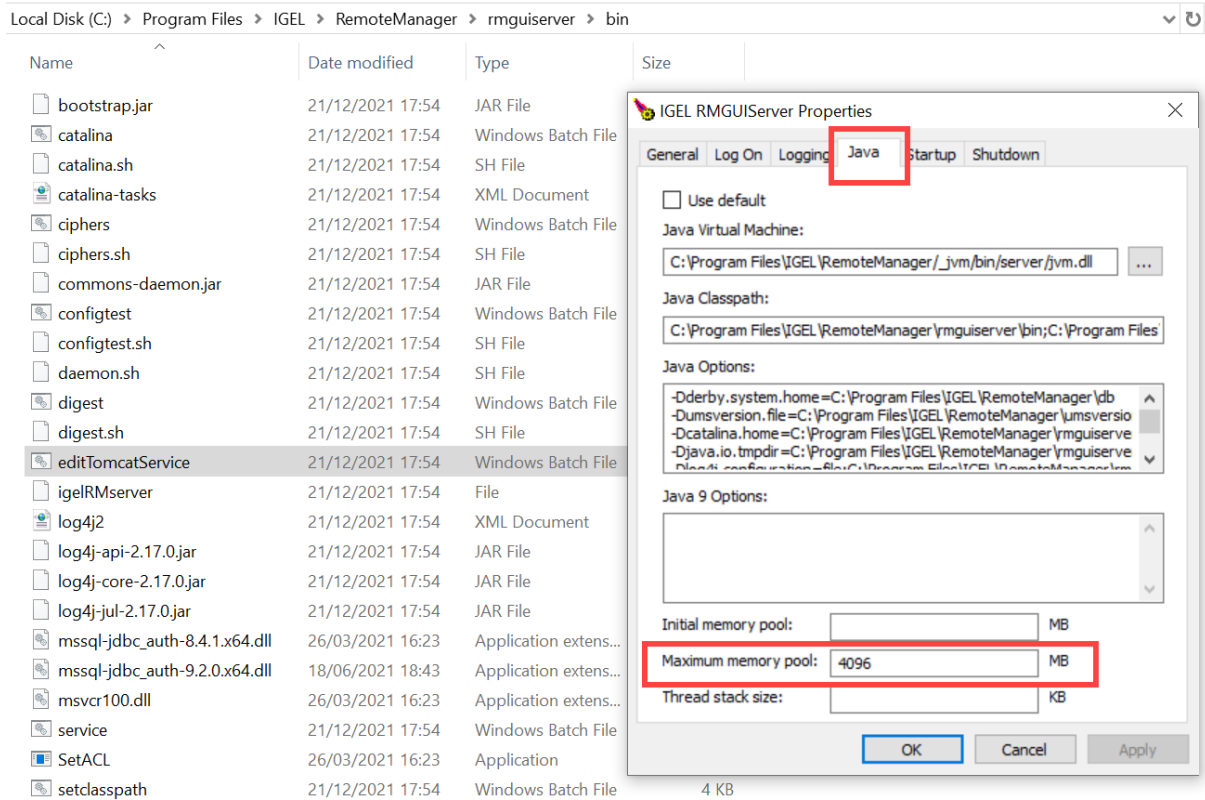 Local Disk (C:) > Program Files > IGEL > RemoteManager > rmguiserver > bin
Name Date modified Type Size
bootstrap.jar 21/12/2021 17:54 JAR File
catalina 21/12/2021 17:54 Windows Batch File
catalina.sh 21/12/2021 17:54 SH File
catalina-tasks 21/12/2021 17:54 XML Document
ciphers 21/12/2021 17:54 Windows Batch File
ciphers.sh 21/12/2021 17:54 SH File
commons-daemon.jar 21/12/2021 17:54 JAR File
configtest 21/12/2021 17:54 Windows Batch File
configtest.sh 21/12/2021 17:54 SH File
daemon.sh 21/12/2021 17:54 SH File
digest 21/12/2021 17:54 Windows Batch File
digest.sh 21/12/2021 17:54 SH File
editTomcatService 21/12/2021 17:54 Windows Batch File
igelRMserver 21/12/2021 17:54 File
log4j2 21/12/2021 17:54 XML Document
log4j-api-2.17.0.jar 21/12/2021 17:54 JAR File
log4j-core-2.17.0.jar 21/12/2021 17:54 JAR File
log4j-jul-2.17.0.jar 21/12/2021 17:54 JAR File
mssql-jdbc_auth-8.4.1.x64.dll 26/03/2021 16:23 Application extens...
mssql-jdbc_auth-9.2.0.x64.dll 18/06/2021 18:43 Application extens...
msvcr100.dll 26/03/2021 16:23 Application extens...
service 21/12/2021 17:54 Windows Batch File
SetACL 26/03/2021 16:23 Application
setclasspath 21/12/2021 17:54 Windows Batch File 4 KB
IGEL RMGUIServer Properties
General Log On Logging Java Startup Shutdown
Use default
Java Virtual Machine:
C:\Program Files\IGEL\RemoteManager/_jvm/bin/server/jvm.dll ...
Java Classpath:
C:\Program Files\IGEL\RemoteManager\rmguiserver\bin;C:\Program Files\
Java Options:
-Dderby.system.home=C:\Program Files\IGEL\RemoteManager\db
-Dumsversion.file=C:\Program Files\IGEL\RemoteManager\umsversio
-Dcatalina.home=C:\Program Files\IGEL\RemoteManager\rmguiserve
-Djava.io.tmpdir=C:\Program Files\IGEL\RemoteManager\rmguiserve
-Dlog4j.configuration=file:C:\Program Files\IGEL\RemoteManager\rm
Java 9 Options:
Initial memory pool: MB
Maximum memory pool: 4096 MB
Thread stack size: KB
OK Cancel Apply